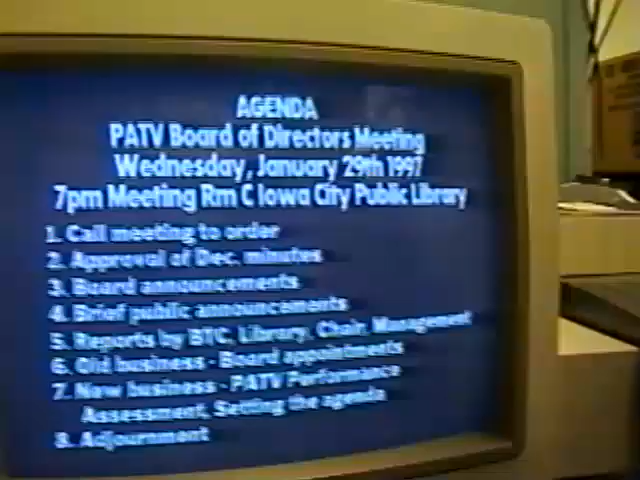 AGENDA
PATV Board of Directors Meeting
Wednesday, January 29th 1997
7pm Meeting Rm C Iowa City Public Library
1. Call meeting to order
2. Approval of Dec. minutes
3. Board announcements
4. Brief public announcements
5. Reports by BTC, Library, Chair, Management
6. Old business - Board appointments
7. New business - PATV Performance
Assessment, Setting the agenda
8. Adjournment